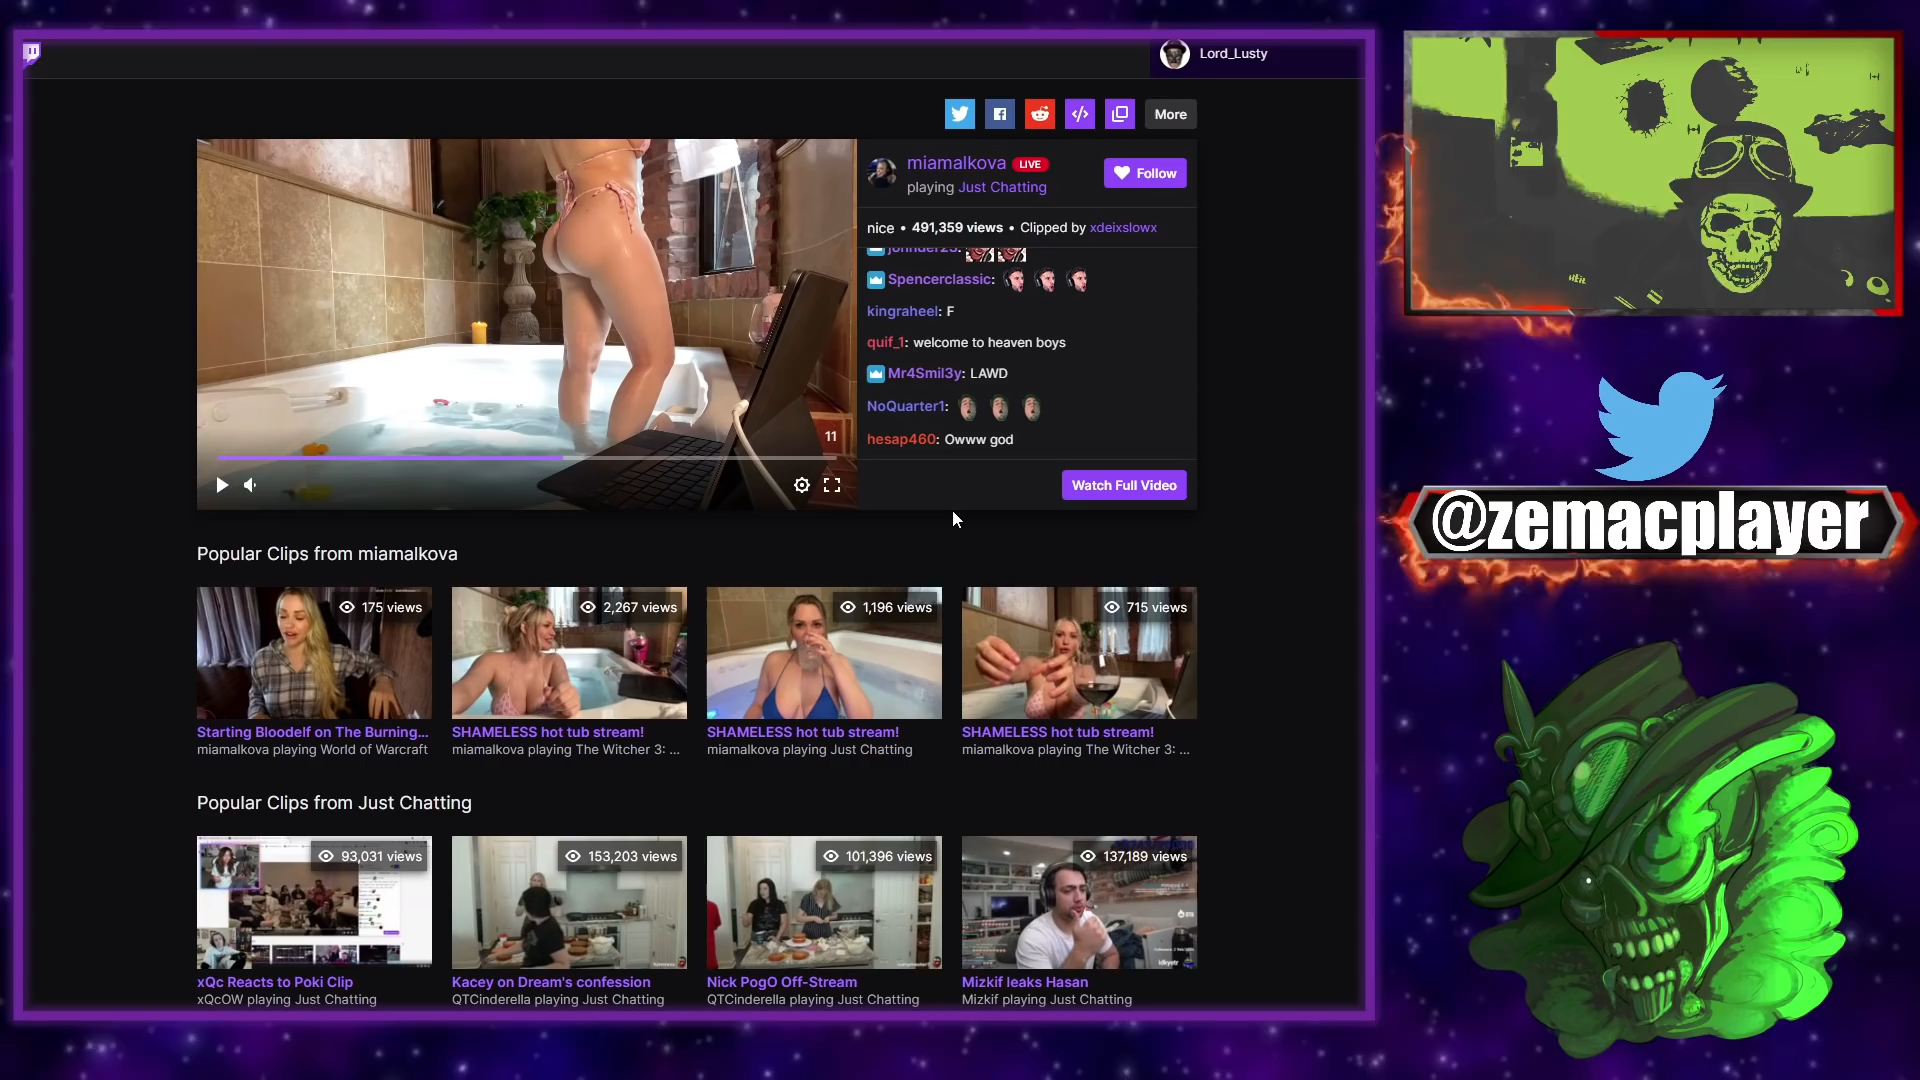 Lord_Lusty
More
miamalkova LIVE
Follow
playing Just Chatting
nice • 491,359 views • Clipped by xdeixslowx
Spencerclassic:
kingraheel: F
quif_1: welcome to heaven boys
Mr4Smil3y: LAWD
NoQuarter1:
hesap460: Owww god
11
Watch Full Video
@zemacplayer
Popular Clips from miamalkova
175 views
2,267 views
1,196 views
715 views
Starting Bloodelf on The Burning...
miamalkova playing World of Warcraft
SHAMELESS hot tub stream!
miamalkova playing The Witcher 3: ...
SHAMELESS hot tub stream!
miamalkova playing Just Chatting
SHAMELESS hot tub stream!
miamalkova playing The Witcher 3: ...
Popular Clips from Just Chatting
93,031 views
153,203 views
101,396 views
137,189 views
xQc Reacts to Poki Clip
xQcOW playing Just Chatting
Kacey on Dream's confession
QTCinderella playing Just Chatting
Nick PogO Off-Stream
QTCinderella playing Just Chatting
Mizkif leaks Hasan
Mizkif playing Just Chatting